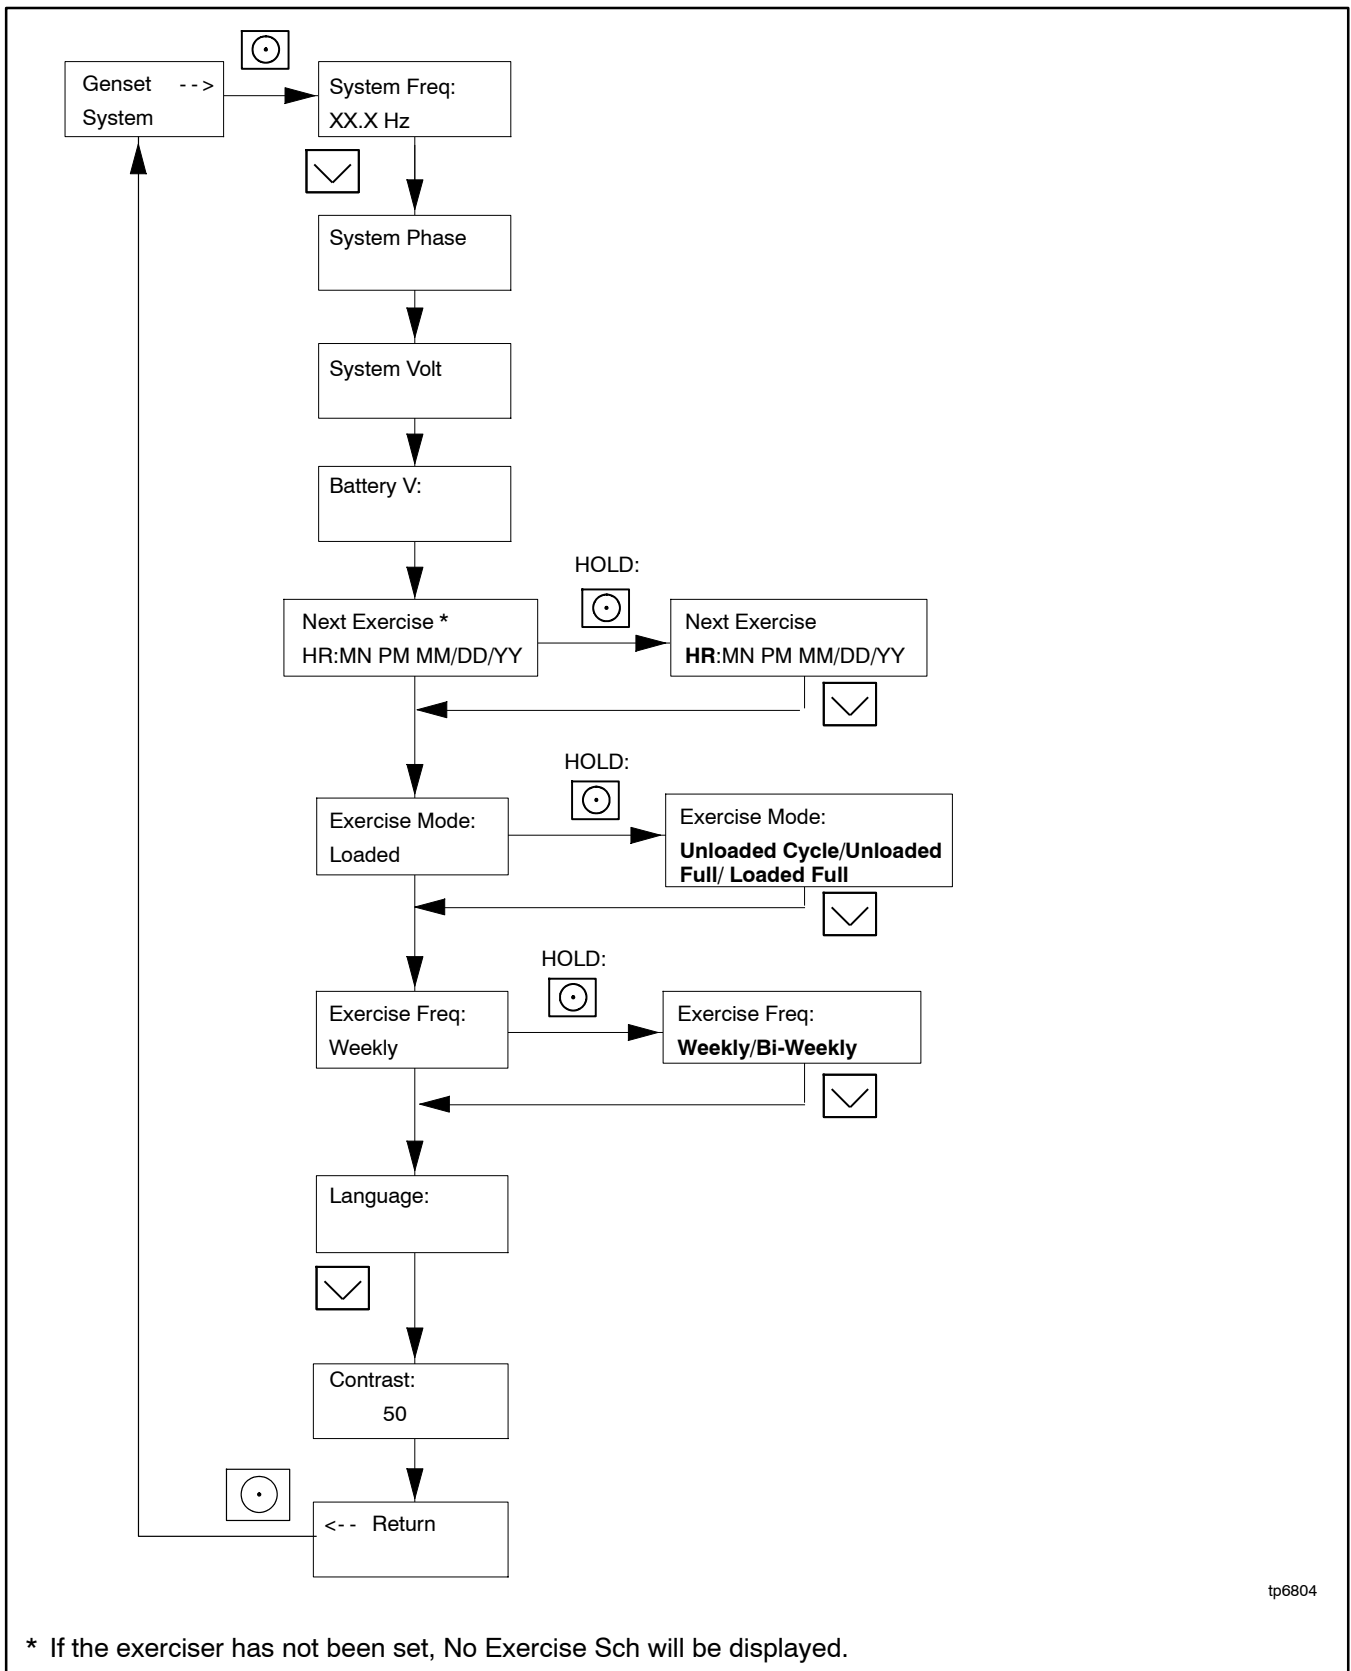 Genset -->
System
System Freq:
XX.X Hz
System Phase
System Volt
Battery V:
HOLD:
Next Exercise *
HR:MN PM MM/DD/YY
Next Exercise
HR:MN PM MM/DD/YY
HOLD:
Exercise Mode:
Loaded
Exercise Mode:
Unloaded Cycle/Unloaded
Full/ Loaded Full
HOLD:
Exercise Freq:
Weekly
Exercise Freq:
Weekly/Bi-Weekly
Language:
Contrast:
50
<-- Return
tp6804
* If the exerciser has not been set, No Exercise Sch will be displayed.